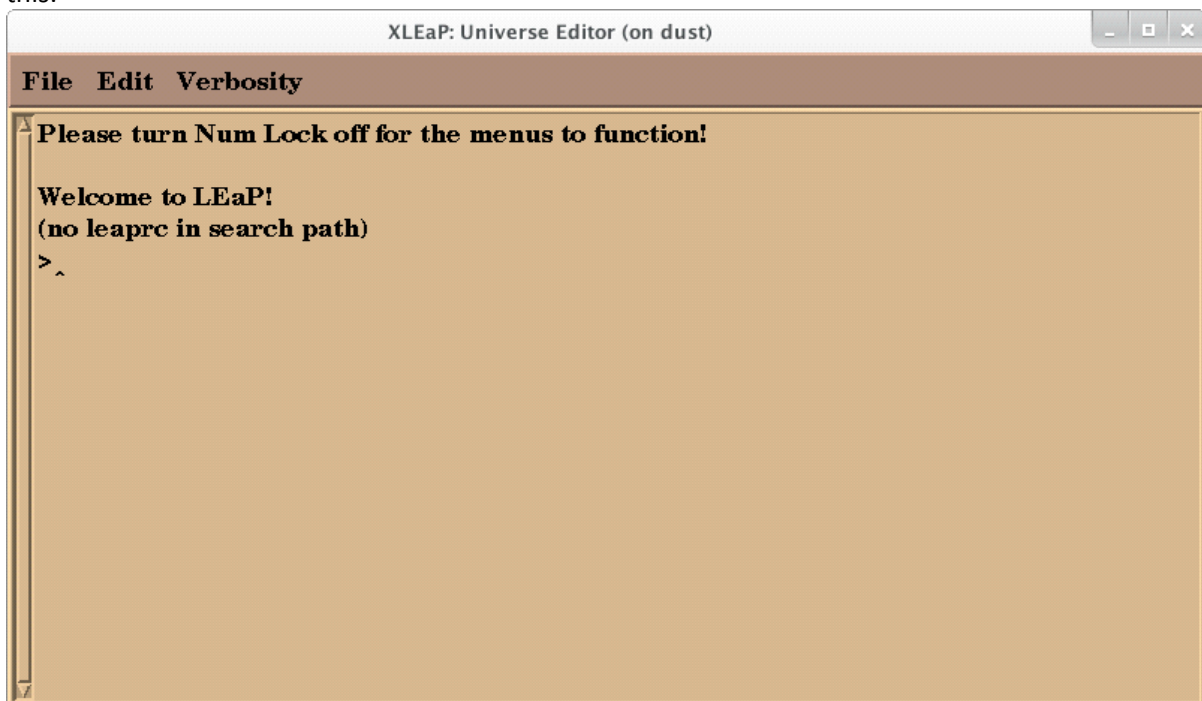 this.
XLEaP: Universe Editor (on dust)
File Edit Verbosity
Please turn Num Lock off for the menus to function!
Welcome to LEaP!
(no leaprc in search path)
>